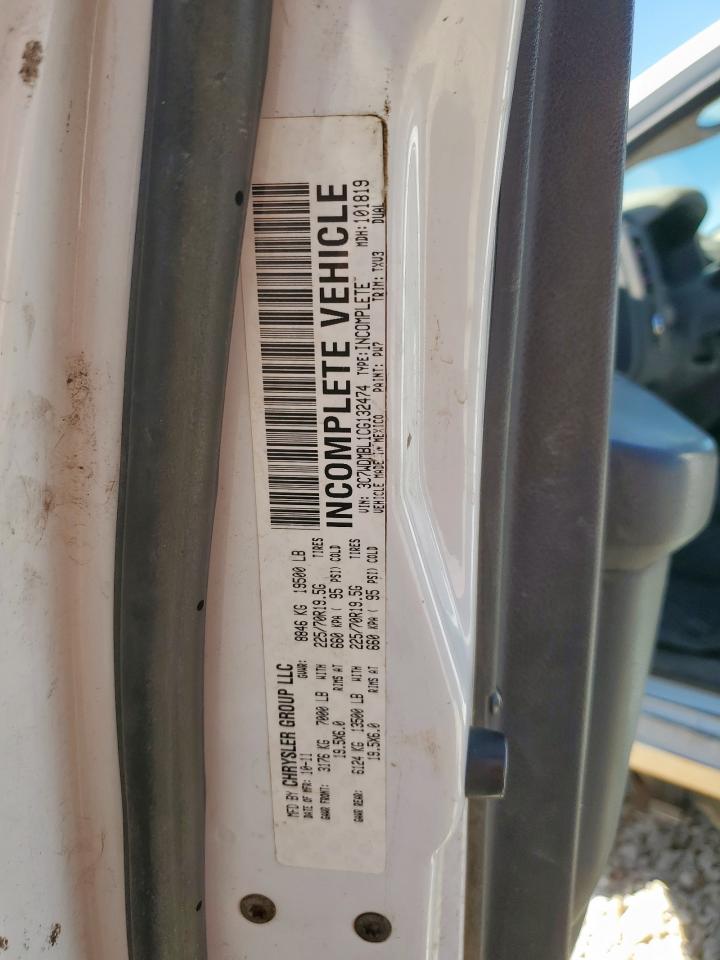 MFD BY CHRYSLER GROUP LLC
DATE OF MFR: 10-11 GVWR: 8846 KG 19500 LB
GAWR FRONT: 3176 KG 7000 LB WITH 225/70R19.5G TIRES
19.5X6.0 RIMS AT 660 KPA ( 95 PSI) COLD
GAWR REAR: 6124 KG 13500 LB WITH 225/70R19.5G TIRES
19.5X6.0 RIMS AT 660 KPA ( 95 PSI) COLD
INCOMPLETE VEHICLE
VIN: 3C7WDMBL1CG132474 TYPE: INCOMPLETE MDH: 101819
VEHICLE MADE IN MEXICO PAINT: PW7 TRIM: TXV3 DUAL